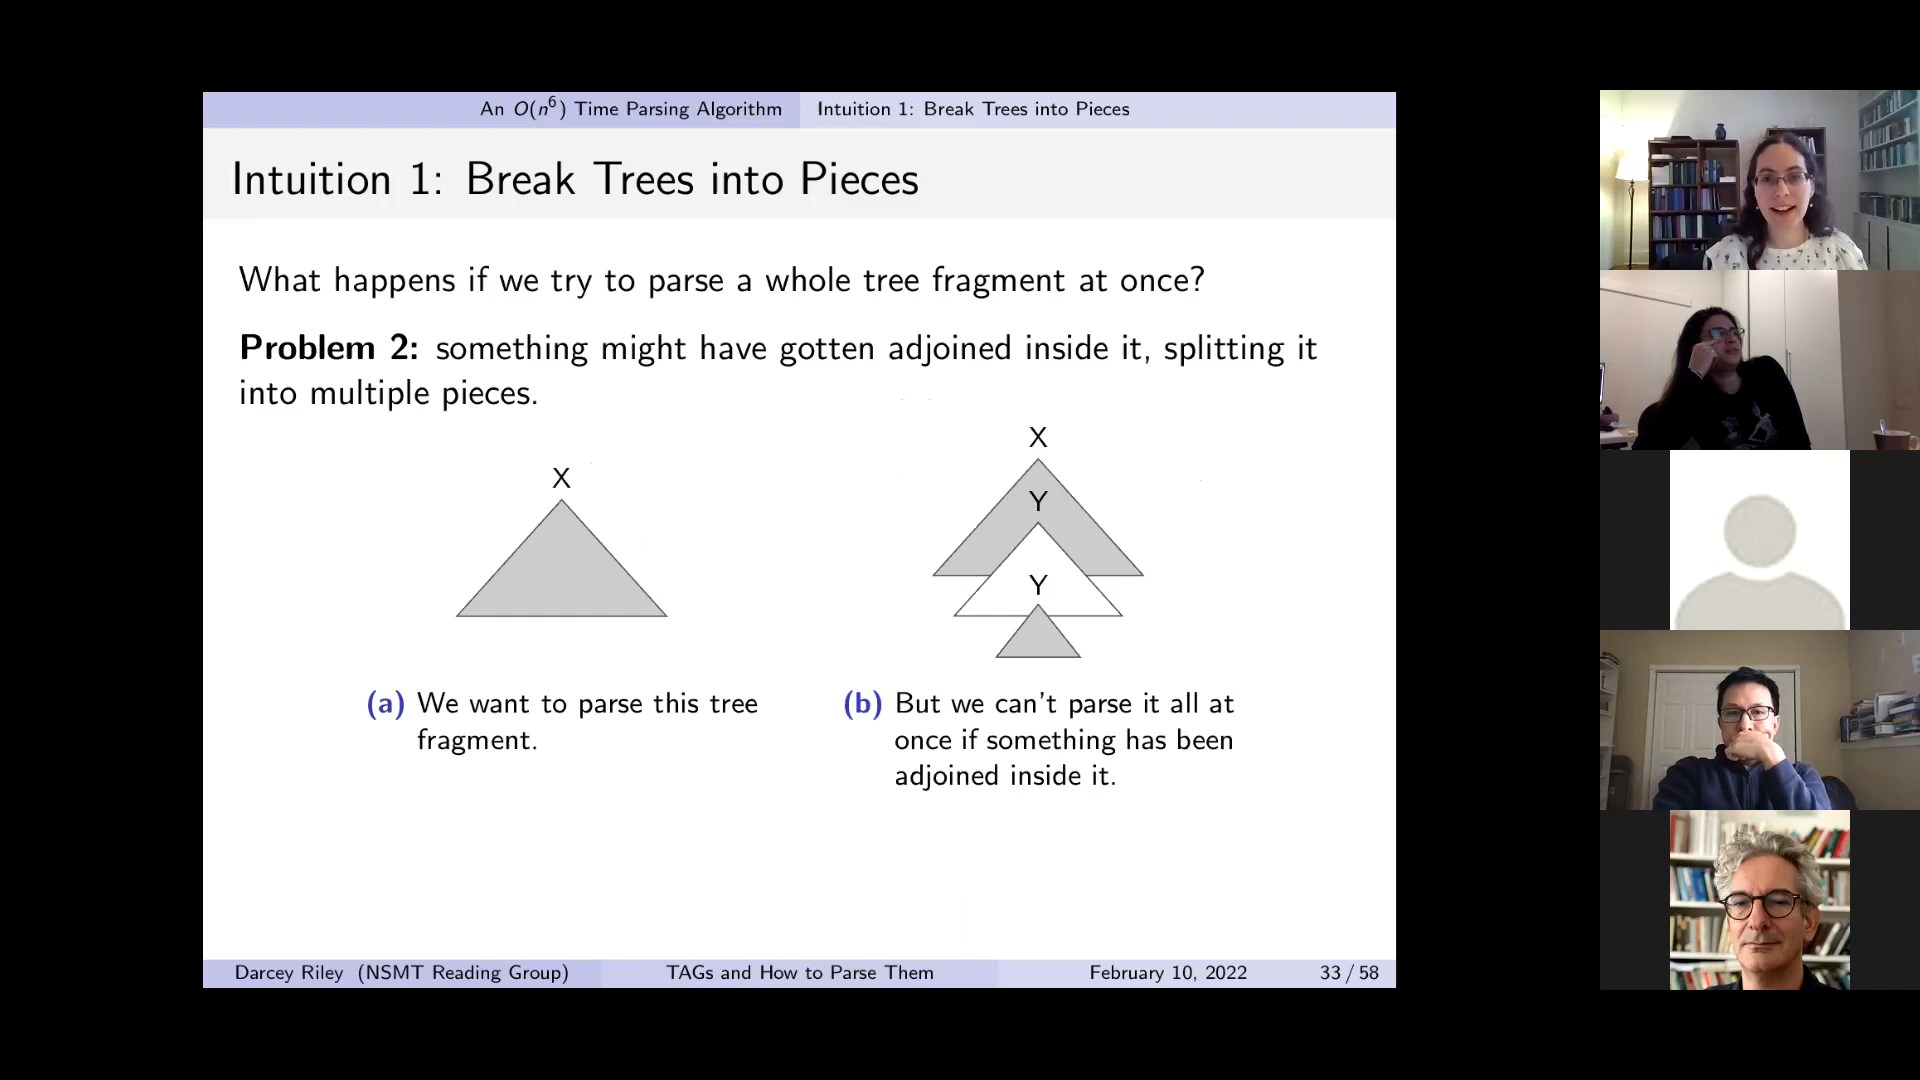 An O(n⁶) Time Parsing Algorithm
Intuition 1: Break Trees into Pieces
Intuition 1: Break Trees into Pieces
What happens if we try to parse a whole tree fragment at once?
Problem 2: something might have gotten adjoined inside it, splitting it
into multiple pieces.
X
X
Y
Y
(a) We want to parse this tree
fragment.
(b) But we can't parse it all at
once if something has been
adjoined inside it.
Darcey Riley (NSMT Reading Group)
TAGs and How to Parse Them
February 10, 2022
33 / 58